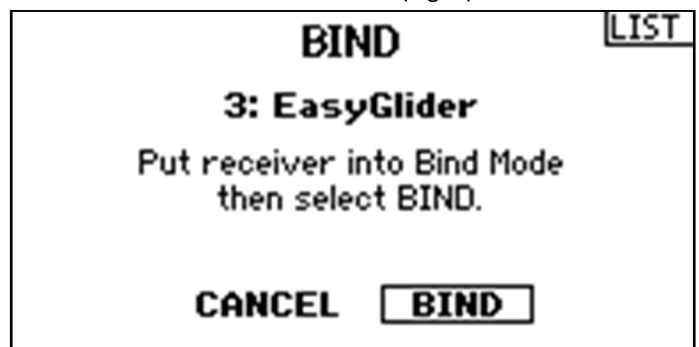 BIND
LIST
3: EasyGlider
Put receiver into Bind Mode
then select BIND.
CANCEL BIND